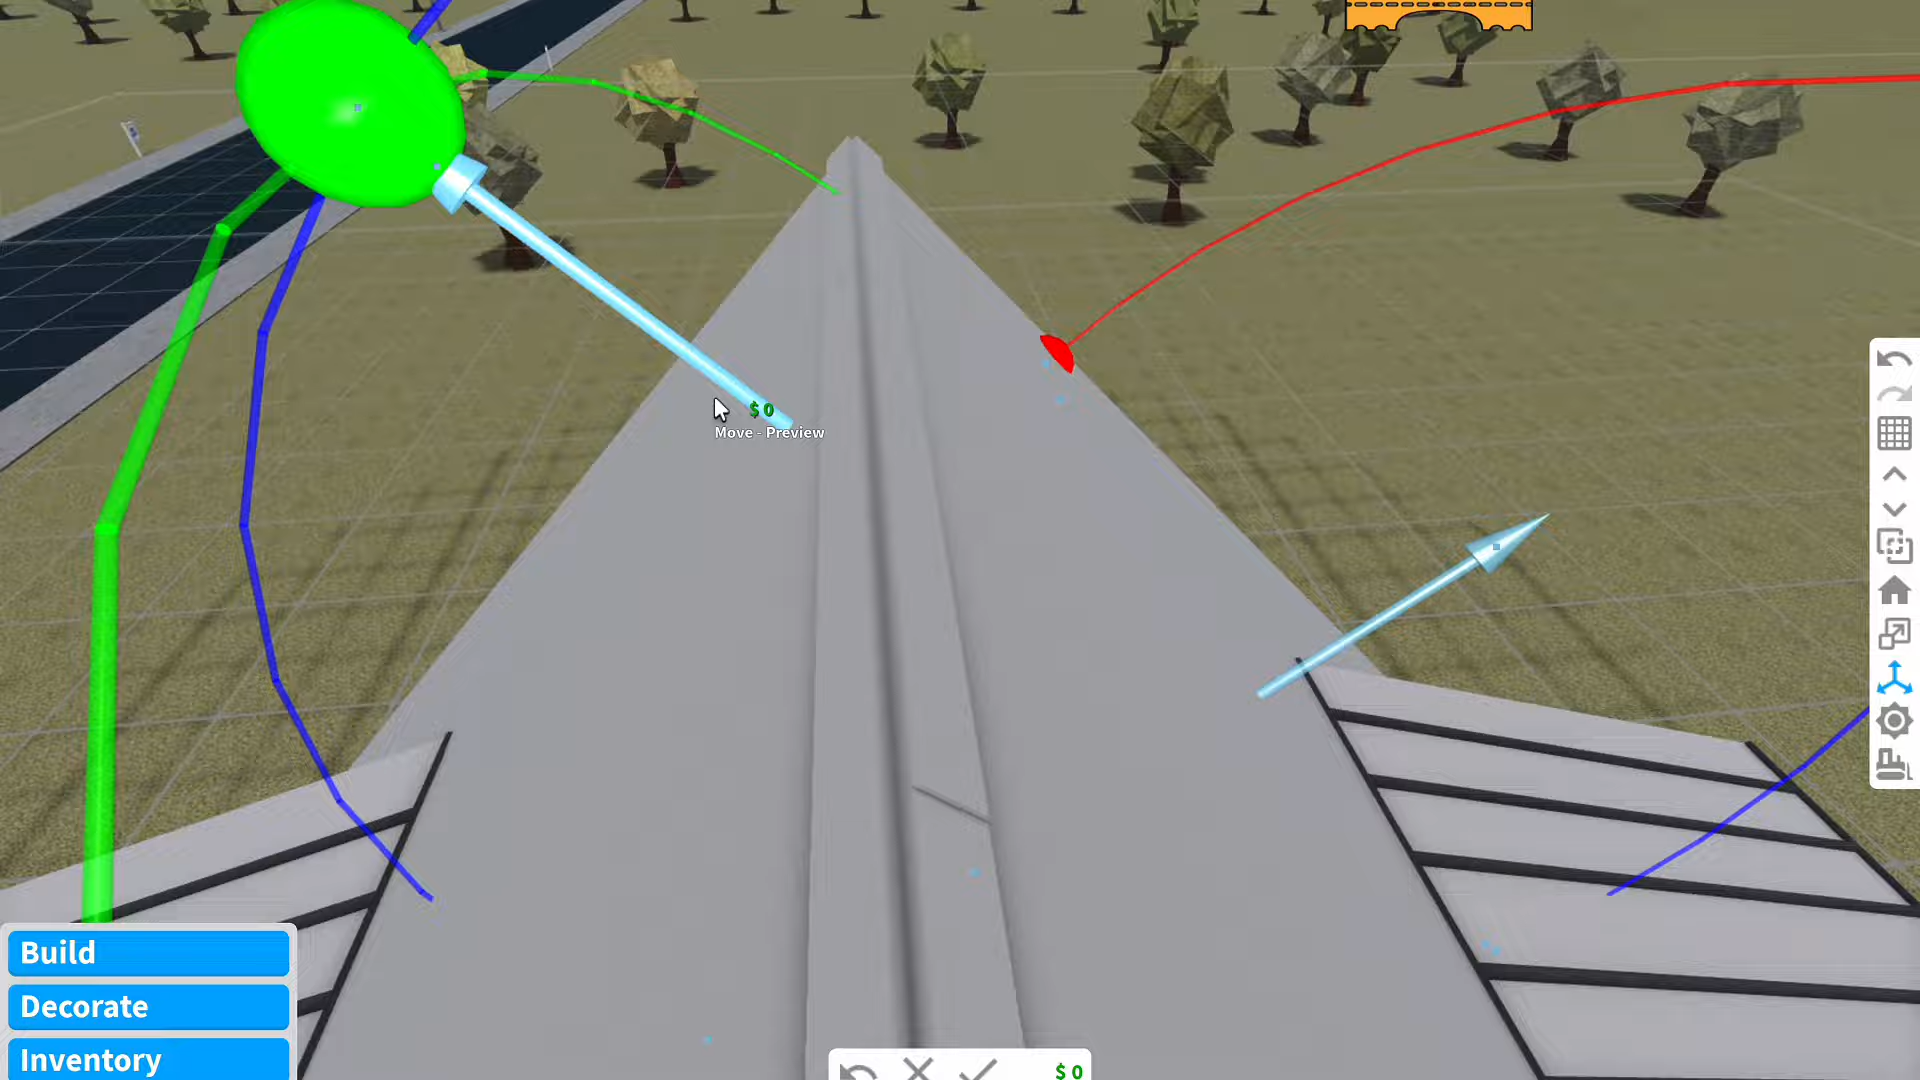 $ 0
Move - Preview
Build
Decorate
Inventory
$ 0